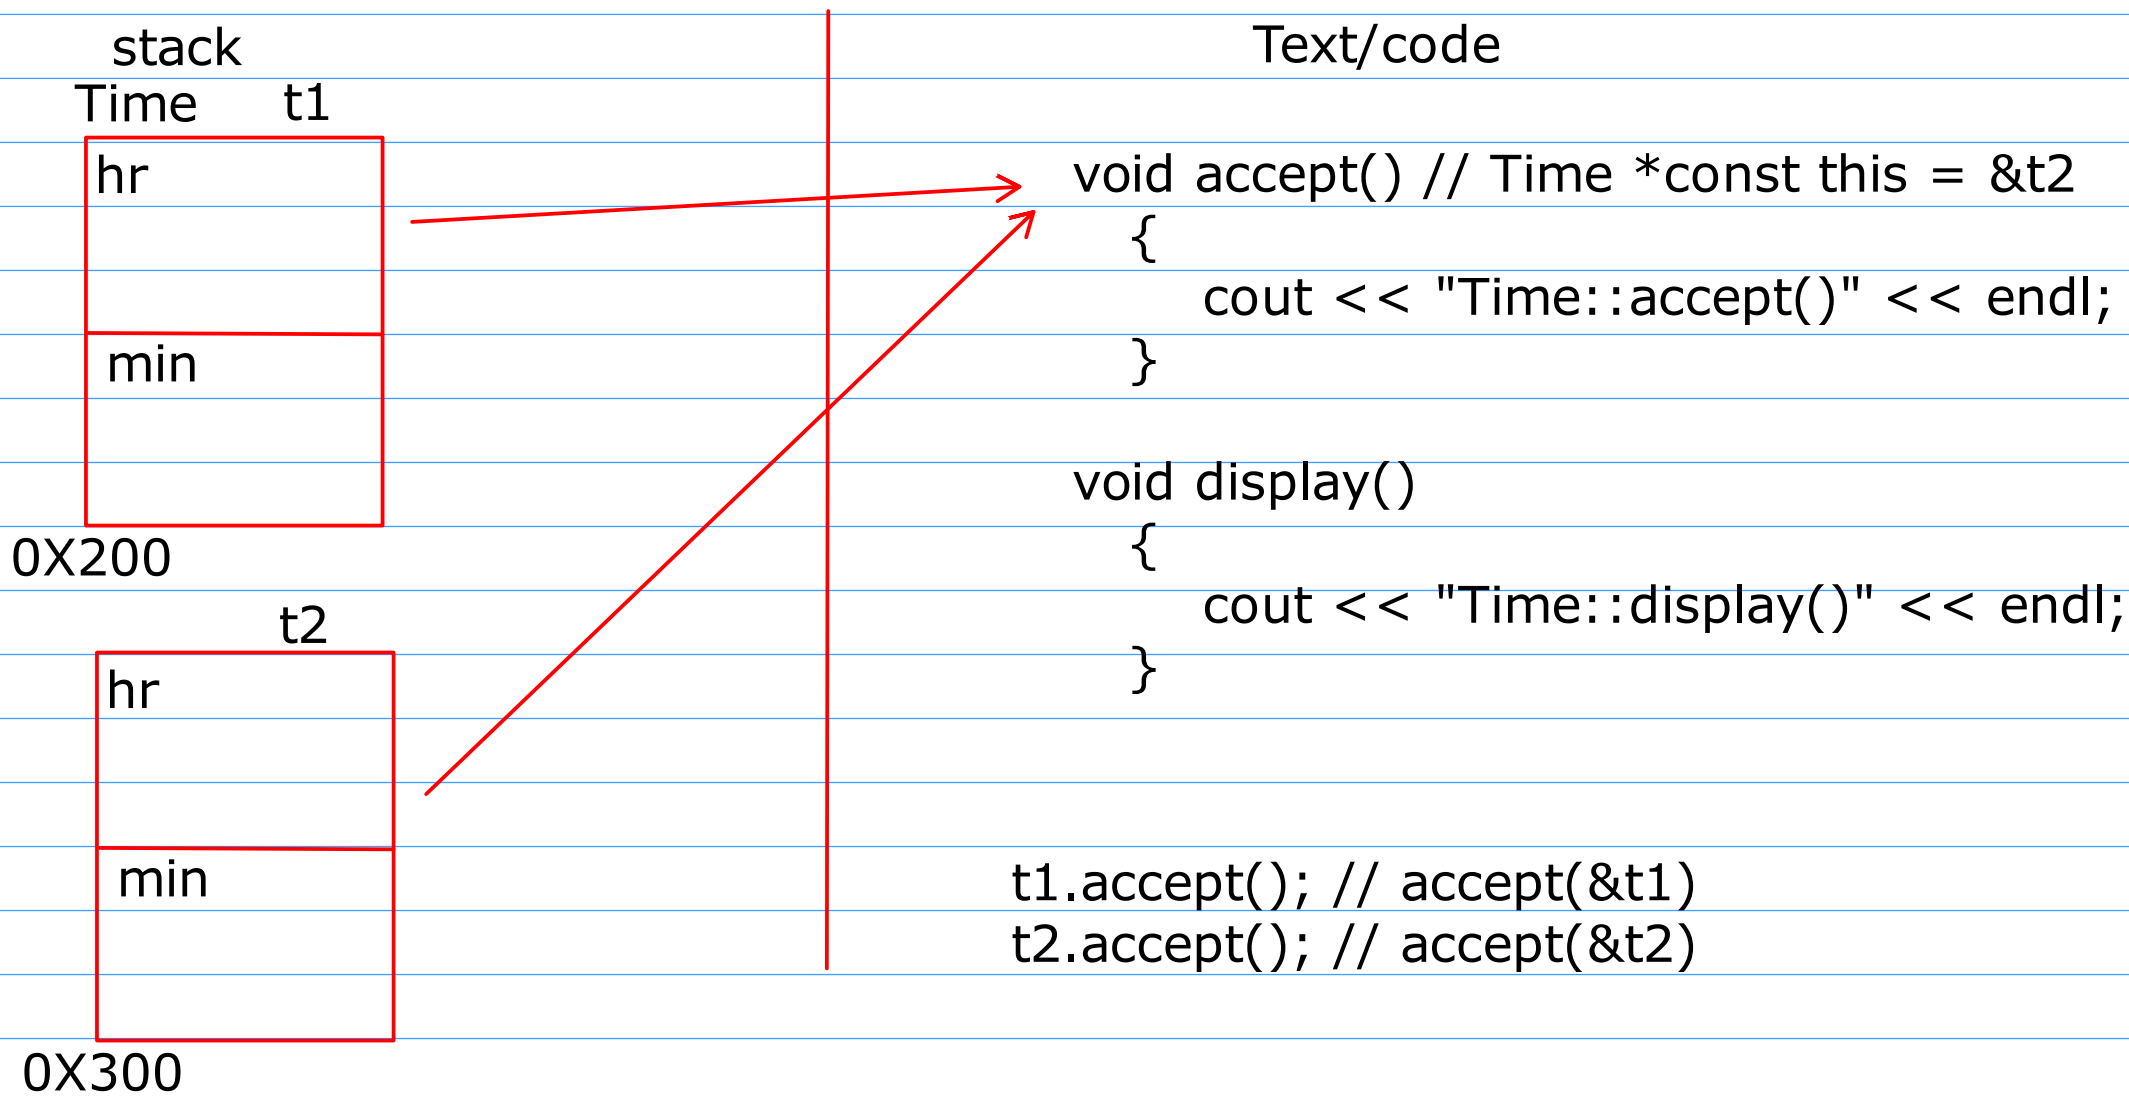 stack
Time t1
hr
min
0X200
t2
hr
min
0X300
Text/code
void accept() // Time *const this = &t2
{
cout << "Time::accept()" << endl;
}
void display()
{
cout << "Time::display()" << endl;
}
t1.accept(); // accept(&t1)
t2.accept(); // accept(&t2)